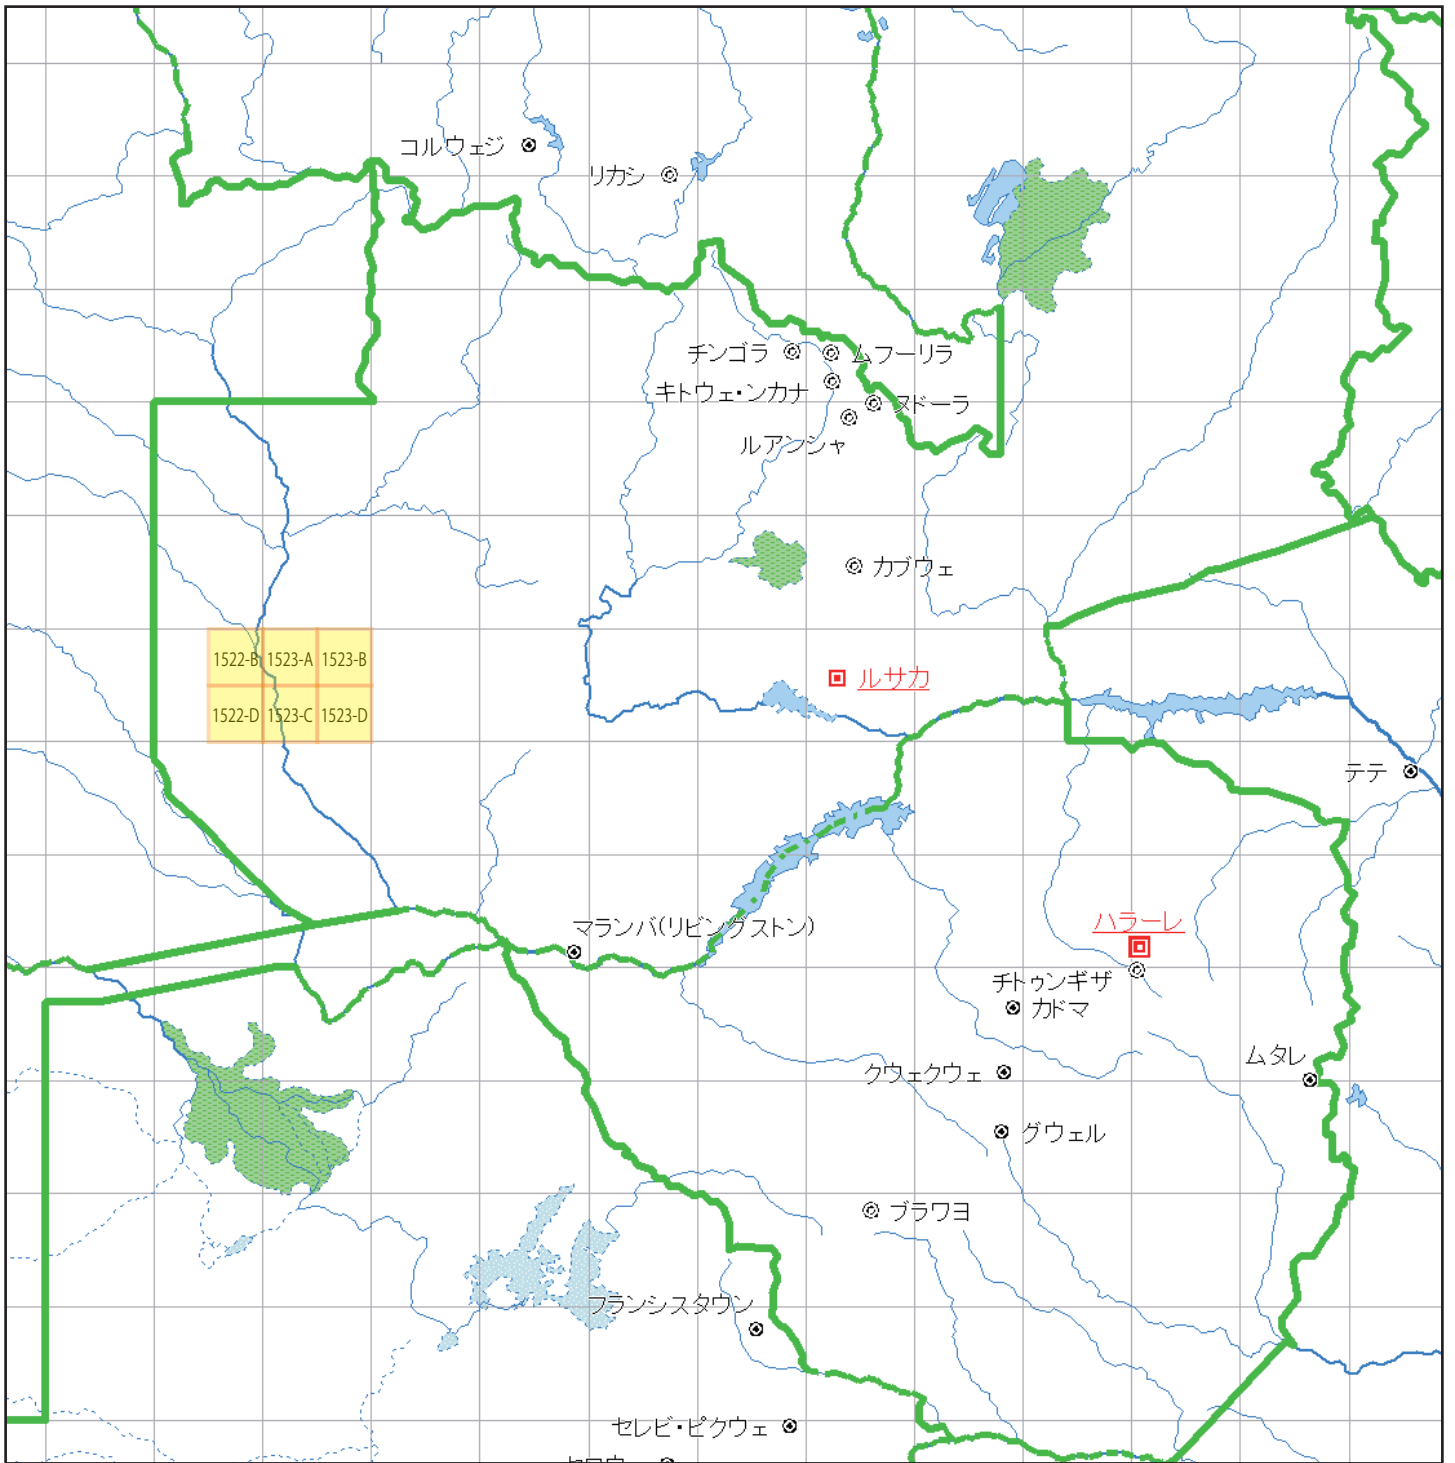 コルウェジ
リカシ
チンゴラ
ムフーリラ
キトウェ・ンカナ
ヌドーラ
ルアンシャ
カブウェ
1522-B 1523-A 1523-B
ルサカ
1522-D 1523-C 1523-D
テテ
マランバ(リビングストン)
ハラーレ
チトゥンギザ
カドマ
ムタレ
クウェクウェ
グウェル
ブラワヨ
フランシスタウン
セレビ・ピクウェ